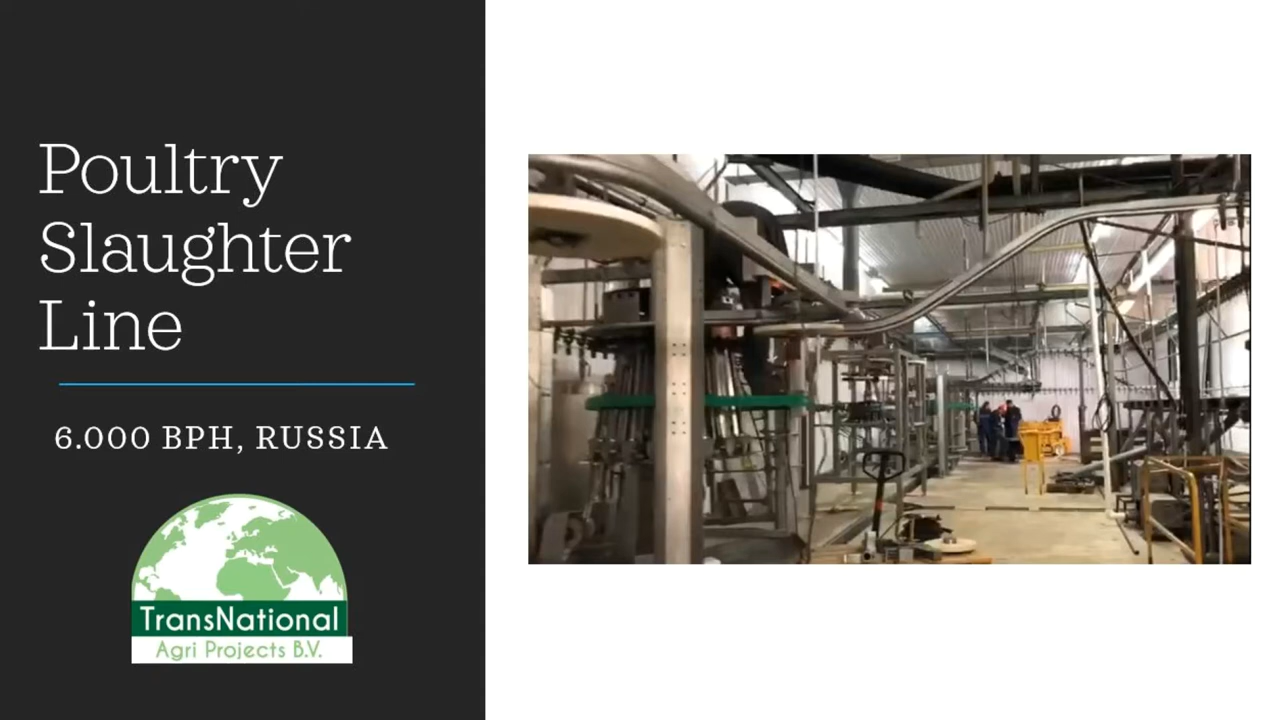 Poultry
Slaughter
Line
6.000 BPH, RUSSIA
TransNational
Agri Projects B.V.